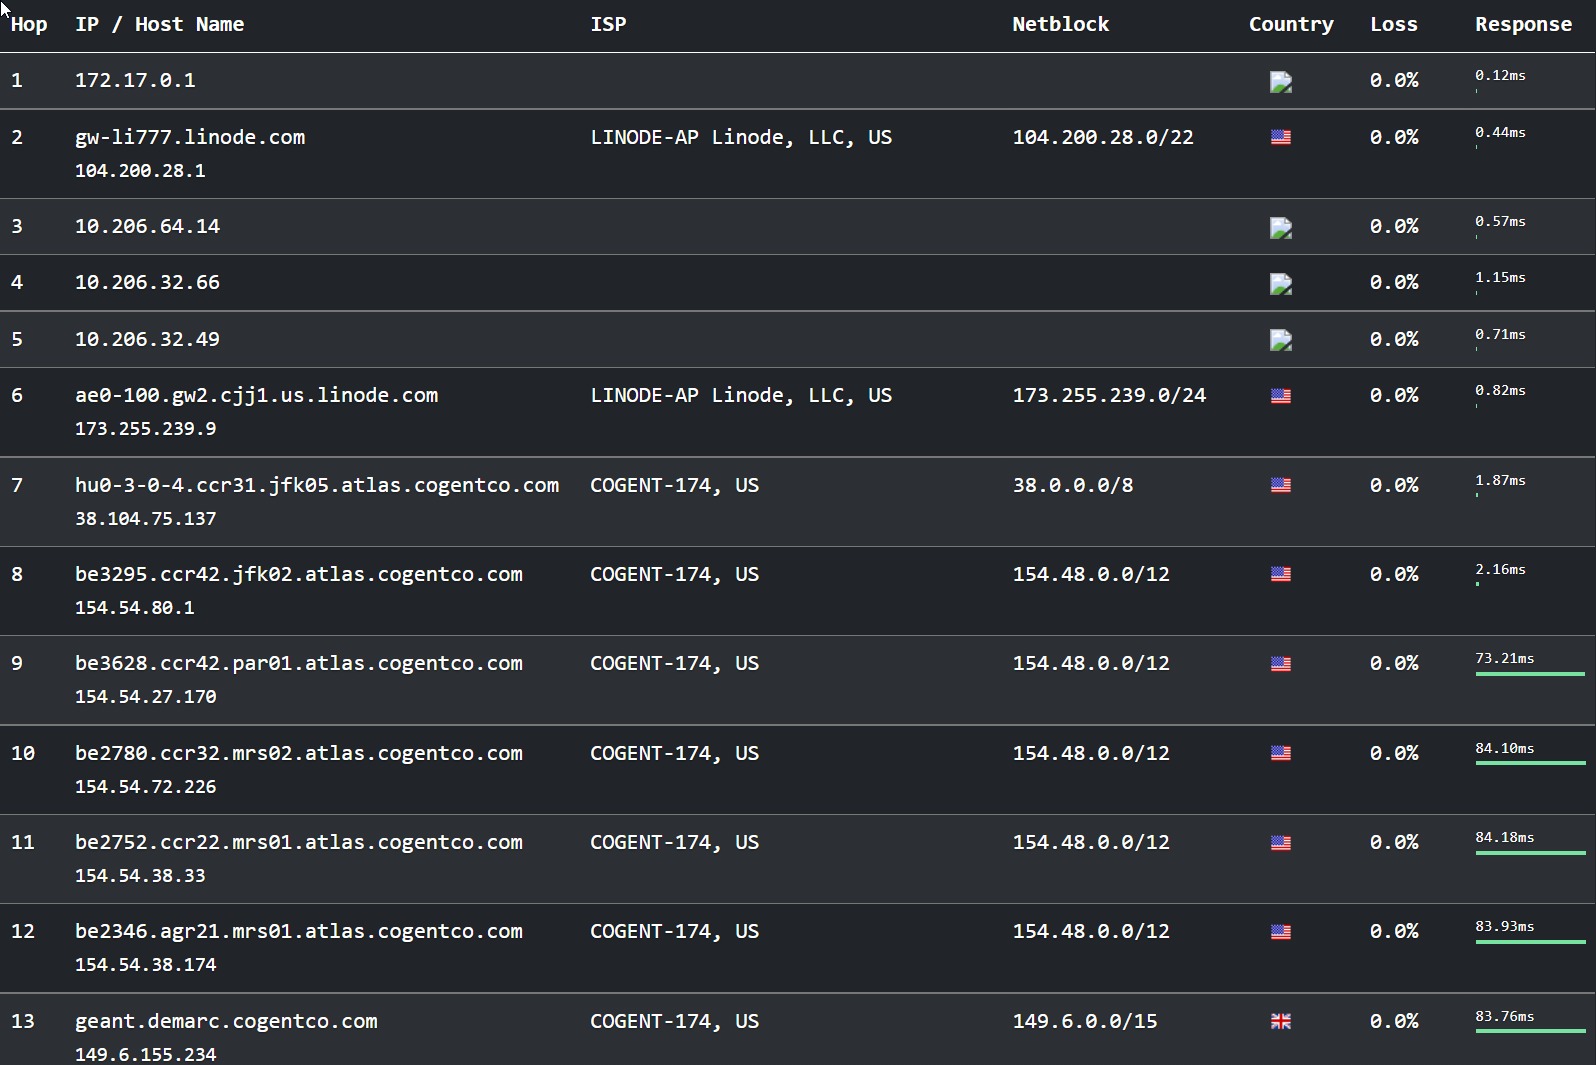 Hop IP / Host Name ISP Netblock Country Loss Response
1 172.17.0.1 0.0% 0.12ms
2 gw-li777.linode.com LINODE-AP Linode, LLC, US 104.200.28.0/22 0.0% 0.44ms
104.200.28.1
3 10.206.64.14 0.0% 0.57ms
4 10.206.32.66 0.0% 1.15ms
5 10.206.32.49 0.0% 0.71ms
6 ae0-100.gw2.cjj1.us.linode.com LINODE-AP Linode, LLC, US 173.255.239.0/24 0.0% 0.82ms
173.255.239.9
7 hu0-3-0-4.ccr31.jfk05.atlas.cogentco.com COGENT-174, US 38.0.0.0/8 0.0% 1.87ms
38.104.75.137
8 be3295.ccr42.jfk02.atlas.cogentco.com COGENT-174, US 154.48.0.0/12 0.0% 2.16ms
154.54.80.1
9 be3628.ccr42.par01.atlas.cogentco.com COGENT-174, US 154.48.0.0/12 0.0% 73.21ms
154.54.27.170
10 be2780.ccr32.mrs02.atlas.cogentco.com COGENT-174, US 154.48.0.0/12 0.0% 84.10ms
154.54.72.226
11 be2752.ccr22.mrs01.atlas.cogentco.com COGENT-174, US 154.48.0.0/12 0.0% 84.18ms
154.54.38.33
12 be2346.agr21.mrs01.atlas.cogentco.com COGENT-174, US 154.48.0.0/12 0.0% 83.93ms
154.54.38.174
13 geant.demarc.cogentco.com COGENT-174, US 149.6.0.0/15 0.0% 83.76ms
149.6.155.234